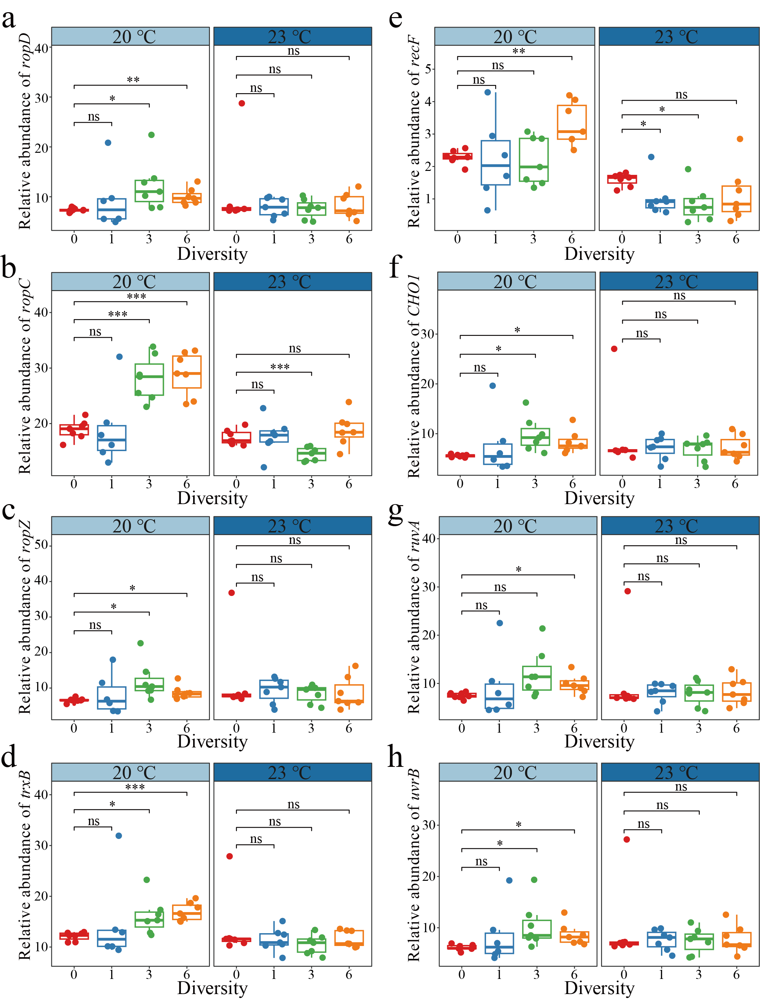 a
20 °C 23 °C
Relative abundance of ropD
40
30
20
10
ns
*
**
ns
ns
ns
0 1 3 6 0 1 3 6
Diversity
b
20 °C 23 °C
Relative abundance of ropC
40
30
20
***
***
ns
ns
***
ns
0 1 3 6 0 1 3 6
Diversity
c
20 °C 23 °C
Relative abundance of ropZ
50
40
30
20
10
*
*
ns
ns
ns
ns
0 1 3 6 0 1 3 6
Diversity
d
20 °C 23 °C
Relative abundance of trxB
40
30
20
10
***
*
ns
ns
ns
ns
0 1 3 6 0 1 3 6
Diversity
e
20 °C 23 °C
Relative abundance of recF
5
4
3
2
1
**
ns
ns
ns
*
*
0 1 3 6 0 1 3 6
Diversity
f
20 °C 23 °C
Relative abundance of CHO1
30
20
10
*
*
ns
ns
ns
ns
0 1 3 6 0 1 3 6
Diversity
g
20 °C 23 °C
Relative abundance of ruvA
40
30
20
10
*
ns
ns
ns
ns
ns
0 1 3 6 0 1 3 6
Diversity
h
20 °C 23 °C
Relative abundance of uvrB
30
20
10
*
*
ns
ns
ns
ns
0 1 3 6 0 1 3 6
Diversity